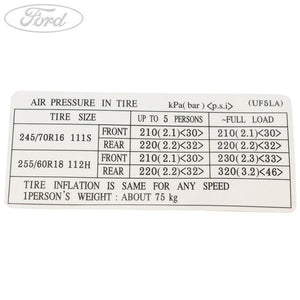 Ford
AIR PRESSURE IN TIRE kPa(bar)<p.s.i> (UF5LA)
TIRE SIZE UP TO 5 PERSONS ~FULL LOAD
245/70R16 111S FRONT 210(2.1)<30> 210(2.1)<30>
REAR 220(2.2)<32> 220(2.2)<32>
255/60R18 112H FRONT 210(2.1)<30> 230(2.3)<33>
REAR 220(2.2)<32> 320(3.2)<46>
TIRE INFLATION IS SAME FOR ANY SPEED
1PERSON'S WEIGHT : ABOUT 75 kg